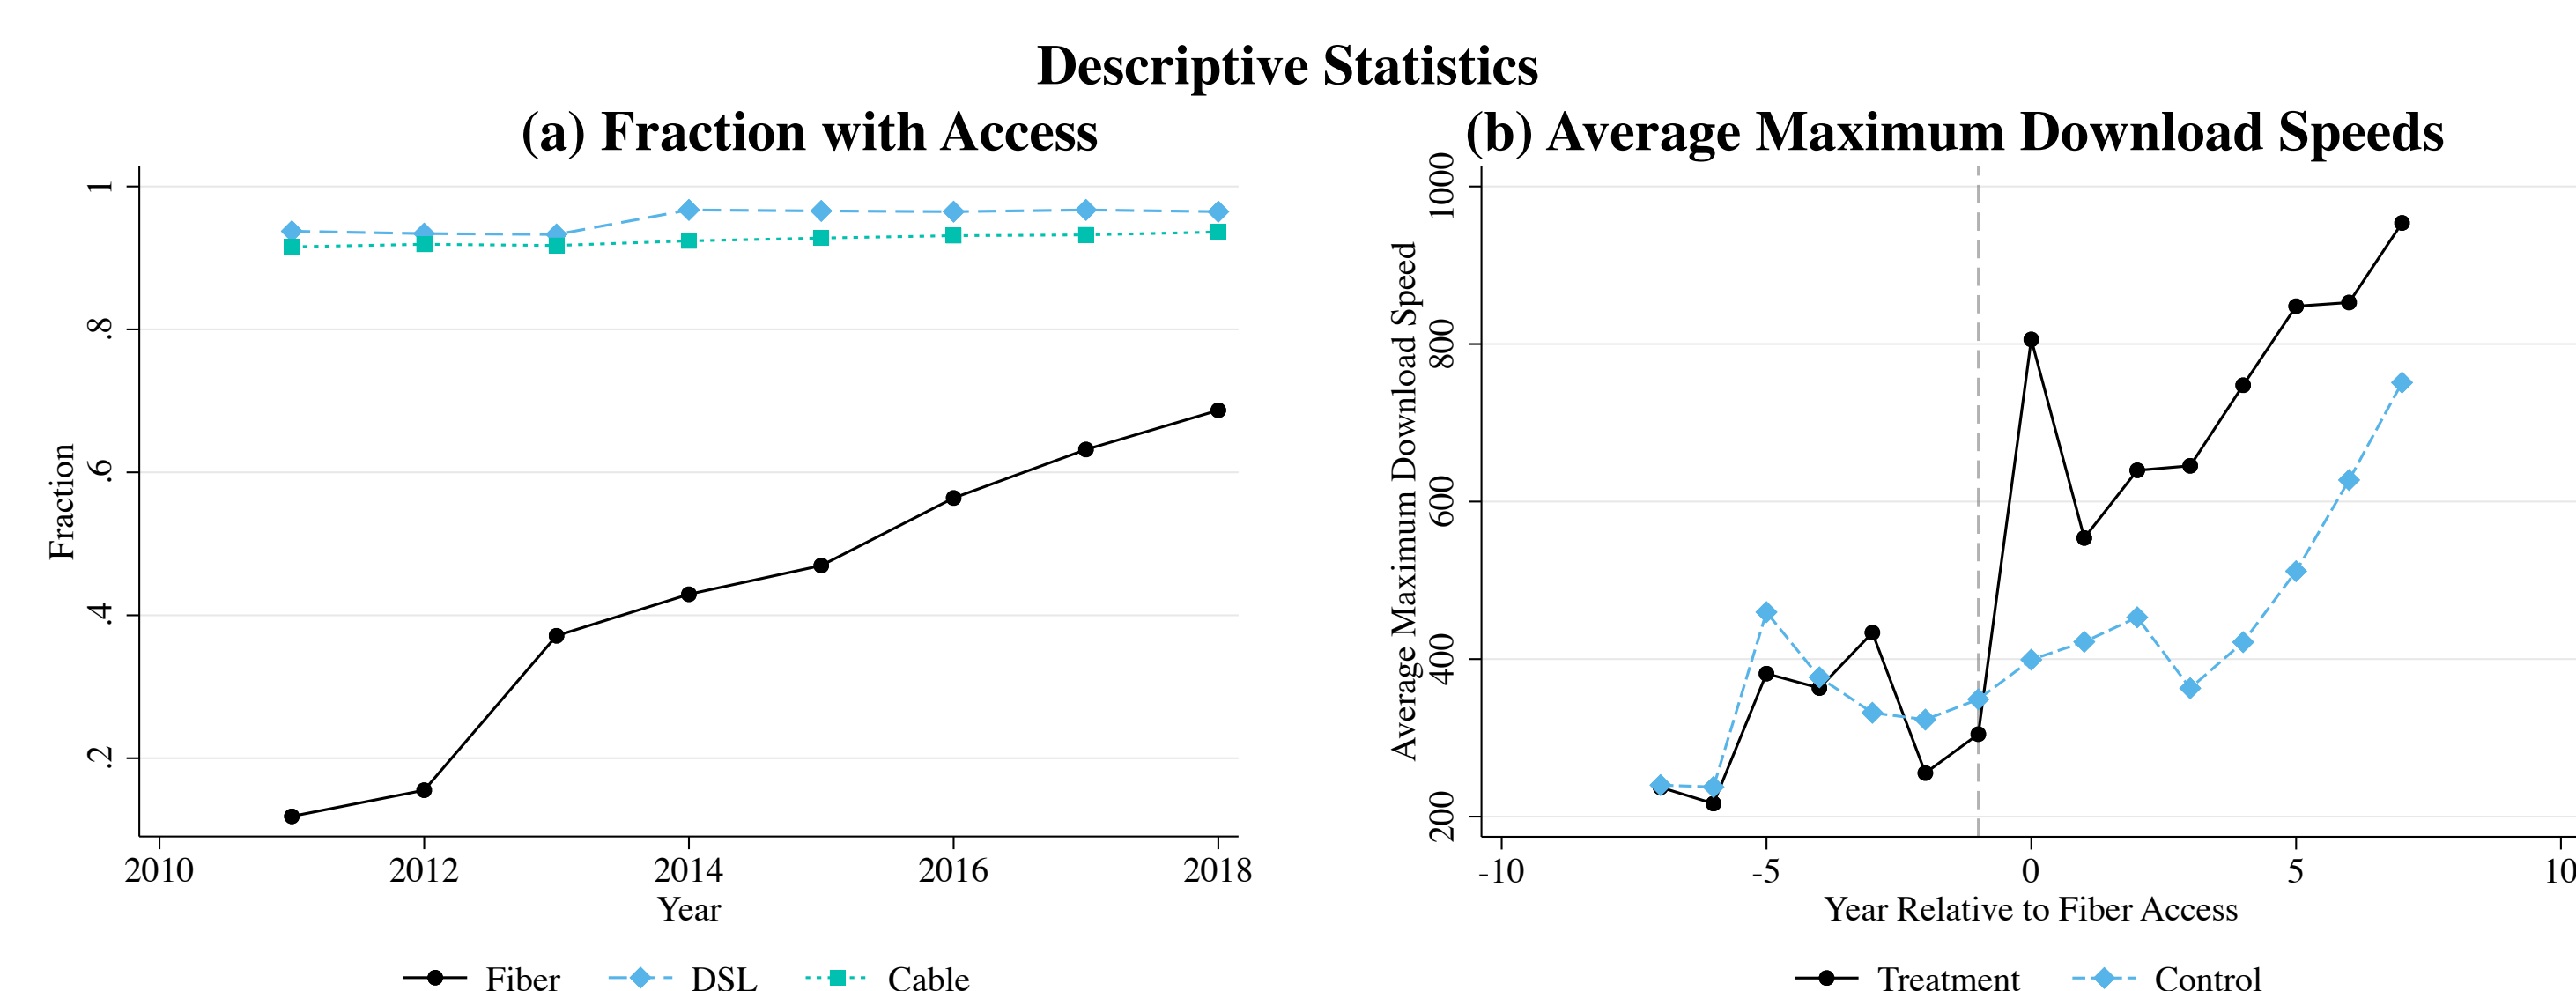 Descriptive Statistics
(a) Fraction with Access
Fraction
1
.8
.6
.4
.2
2010 2012 2014 2016 2018
Year
Fiber DSL Cable
(b) Average Maximum Download Speeds
Average Maximum Download Speed
1000
800
600
400
200
-10 -5 0 5 10
Year Relative to Fiber Access
Treatment Control